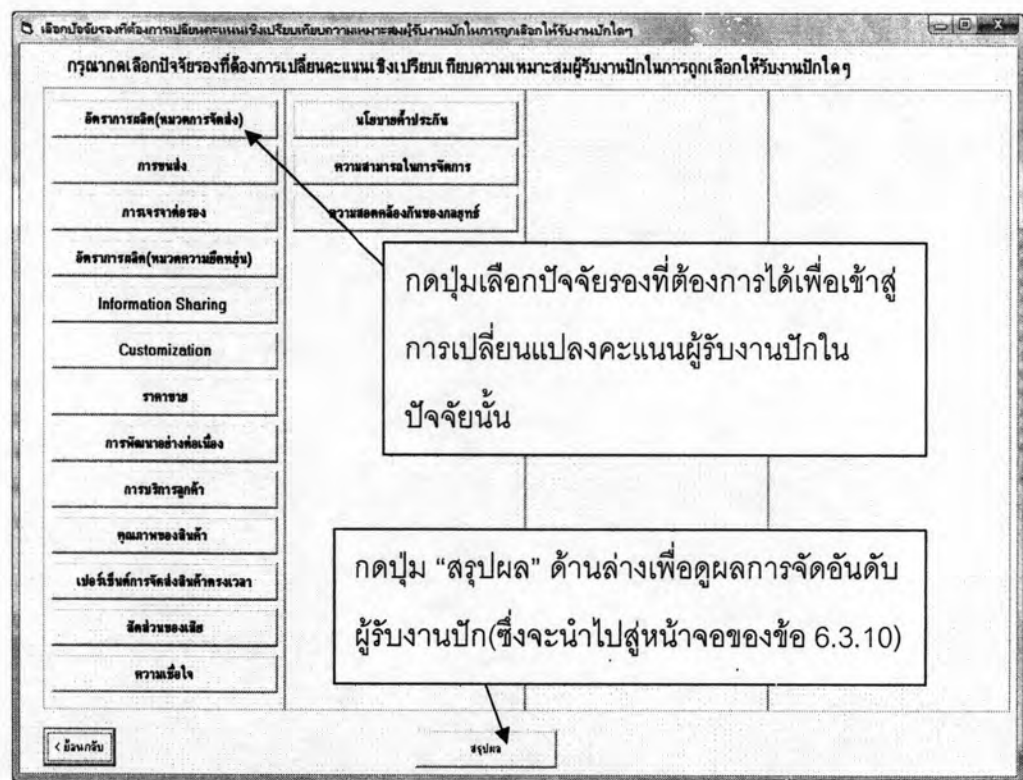 เลือกปัจจัยรองที่ต้องการเปลี่ยนคะแนนเชิงเปรียบเทียบความเหมาะสมผู้รับงานปักในการถูกเลือกให้รับงานปักใดๆ
กรุณากดเลือกปัจจัยรองที่ต้องการเปลี่ยนคะแนนเชิงเปรียบเทียบความเหมาะสมผู้รับงานปักในการถูกเลือกให้รับงานปักใดๆ
อัตราการผลิต(หมวดการจัดส่ง)
การขนส่ง
การเจรจาต่อรอง
อัตราการผลิต(หมวดความยืดหยุ่น)
Information Sharing
Customization
ราคาขาย
การพัฒนาอย่างต่อเนื่อง
การบริการลูกค้า
คุณภาพของสินค้า
เปอร์เซ็นต์การจัดส่งสินค้าตรงเวลา
สัดส่วนของเสีย
ความเชื่อใจ
นโยบายค้ำประกัน
ความสามารถในการจัดการ
ความสอดคล้องกันของกลยุทธ์
กดปุ่มเลือกปัจจัยรองที่ต้องการได้เพื่อเข้าสู่
การเปลี่ยนแปลงคะแนนผู้รับงานปักใน
ปัจจัยนั้น
กดปุ่ม “สรุปผล” ด้านล่างเพื่อดูผลการจัดอันดับ
ผู้รับงานปัก(ซึ่งจะนำไปสู่หน้าจอของข้อ 6.3.10)
< ย้อนกลับ
สรุปผล